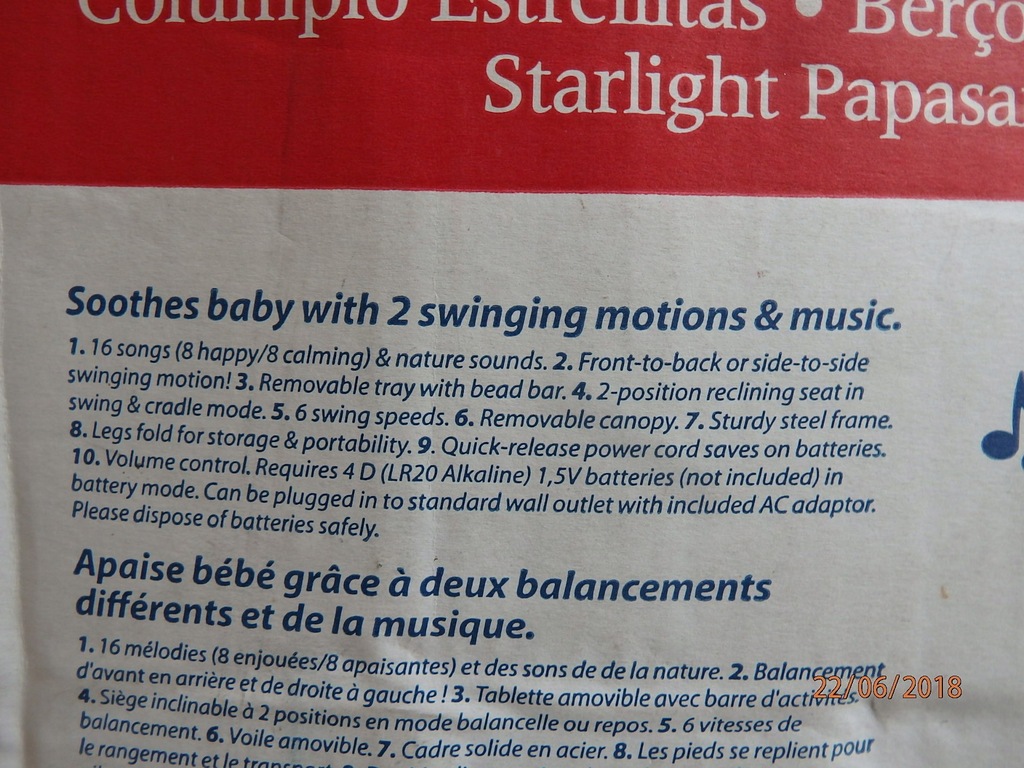 Columpio Estrellitas • Berço
Starlight Papasa
Soothes baby with 2 swinging motions & music.
1. 16 songs (8 happy/8 calming) & nature sounds. 2. Front-to-back or side-to-side
swinging motion! 3. Removable tray with bead bar. 4. 2-position reclining seat in
swing & cradle mode. 5. 6 swing speeds. 6. Removable canopy. 7. Sturdy steel frame.
8. Legs fold for storage & portability. 9. Quick-release power cord saves on batteries.
10. Volume control. Requires 4 D (LR20 Alkaline) 1,5V batteries (not included) in
battery mode. Can be plugged in to standard wall outlet with included AC adaptor.
Please dispose of batteries safely.
Apaise bébé grâce à deux balancements
différents et de la musique.
1. 16 mélodies (8 enjouées/8 apaisantes) et des sons de de la nature. 2. Balancement
d'avant en arrière et de droite à gauche ! 3. Tablette amovible avec barre d'activités.
22/06/2018
4. Siège inclinable à 2 positions en mode balancelle ou repos. 5. 6 vitesses de
balancement. 6. Voile amovible. 7. Cadre solide en acier. 8. Les pieds se replient pour
le rangement et le transport.